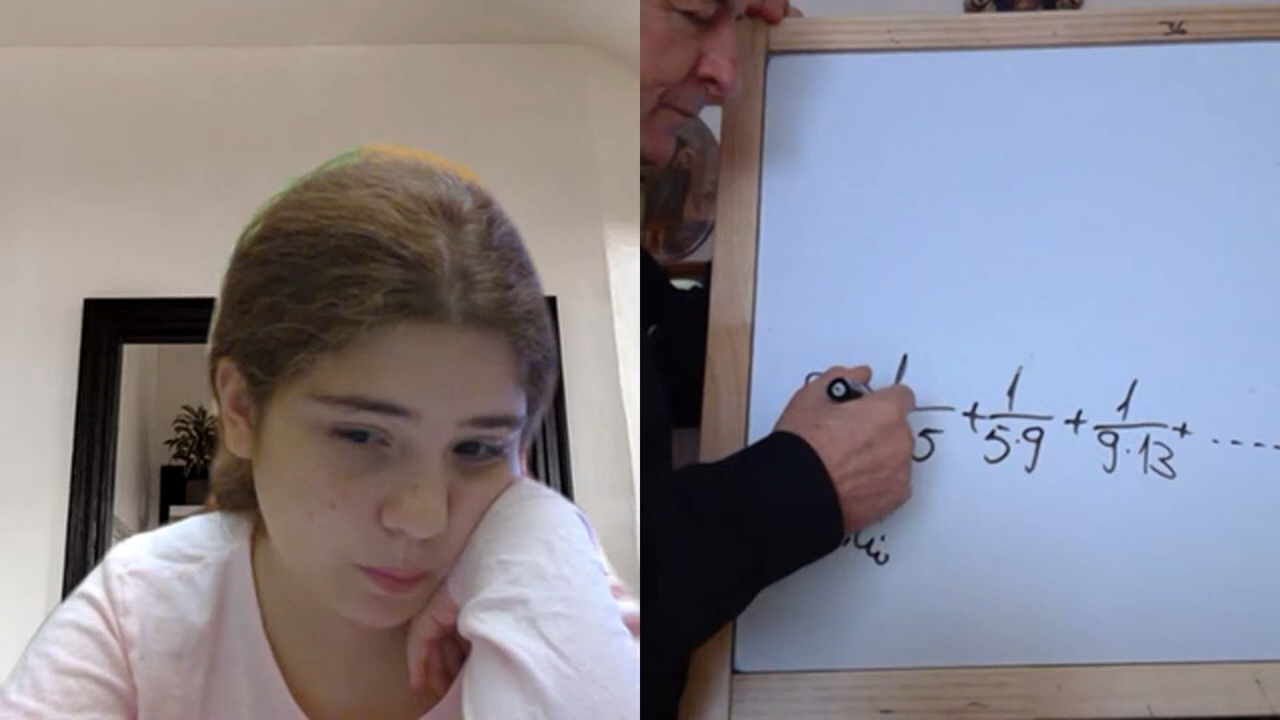 1/5 + 1/5·9 + 1/9·13 + ----